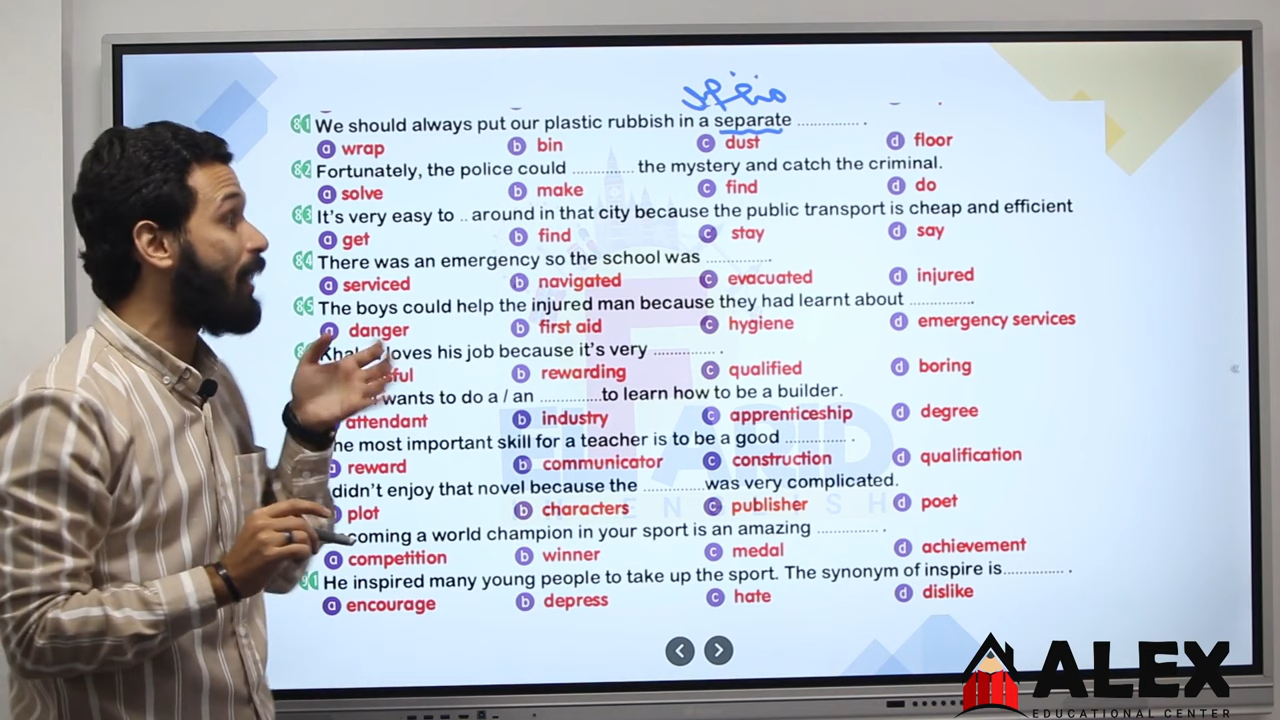 منفصل
81 We should always put our plastic rubbish in a separate .............. .
a wrap b bin c dust d floor
82 Fortunately, the police could .............. the mystery and catch the criminal.
a solve b make c find d do
83 It's very easy to .. around in that city because the public transport is cheap and efficient
a get b find c stay d say
84 There was an emergency so the school was ..............
a serviced b navigated c evacuated d injured
85 The boys could help the injured man because they had learnt about ..............
a danger b first aid c hygiene d emergency services
loves his job because it's very .............. .
b rewarding c qualified d boring
wants to do a / an ..............to learn how to be a builder.
attendant b industry c apprenticeship d degree
most important skill for a teacher is to be a good .............. .
reward b communicator c construction d qualification
didn't enjoy that novel because the ..............was very complicated.
plot b characters c publisher d poet
coming a world champion in your sport is an amazing .............. .
a competition b winner c medal d achievement
He inspired many young people to take up the sport. The synonym of inspire is.............. .
a encourage b depress c hate d dislike
ALEX
EDUCATIONAL CENTER